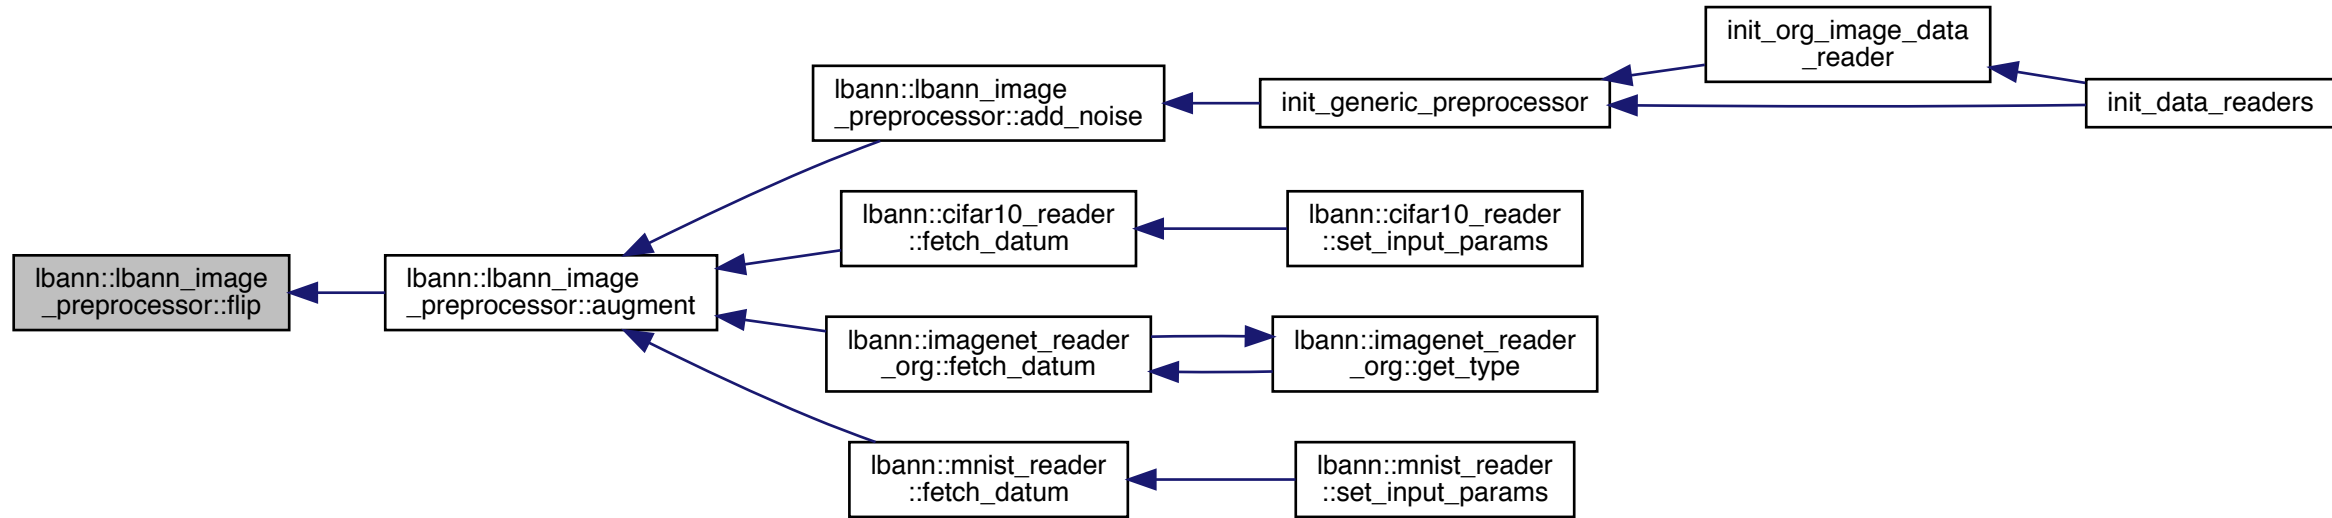 lbann::lbann_image
_preprocessor::flip
lbann::lbann_image
_preprocessor::augment
lbann::lbann_image
_preprocessor::add_noise
init_generic_preprocessor
init_org_image_data
_reader
init_data_readers
lbann::cifar10_reader
::fetch_datum
lbann::cifar10_reader
::set_input_params
lbann::imagenet_reader
_org::fetch_datum
lbann::imagenet_reader
_org::get_type
lbann::mnist_reader
::fetch_datum
lbann::mnist_reader
::set_input_params